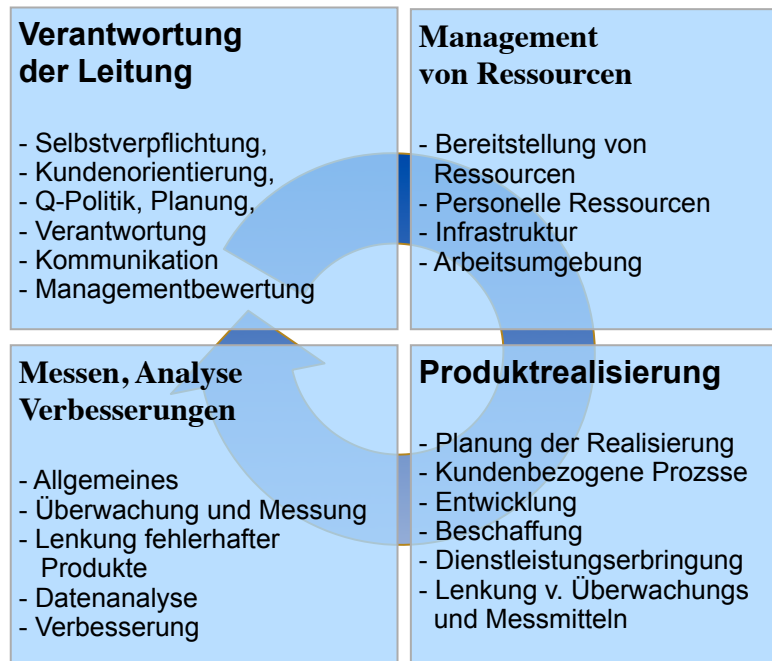 Verantwortung
der Leitung
- Selbstverpflichtung,
- Kundenorientierung,
- Q-Politik, Planung,
- Verantwortung
- Kommunikation
- Managementbewertung
Management
von Ressourcen
- Bereitstellung von
Ressourcen
- Personelle Ressourcen
- Infrastruktur
- Arbeitsumgebung
Messen, Analyse
Verbesserungen
- Allgemeines
- Überwachung und Messung
- Lenkung fehlerhafter
Produkte
- Datenanalyse
- Verbesserung
Produktrealisierung
- Planung der Realisierung
- Kundenbezogene Prozsse
- Entwicklung
- Beschaffung
- Dienstleistungserbringung
- Lenkung v. Überwachungs
und Messmitteln